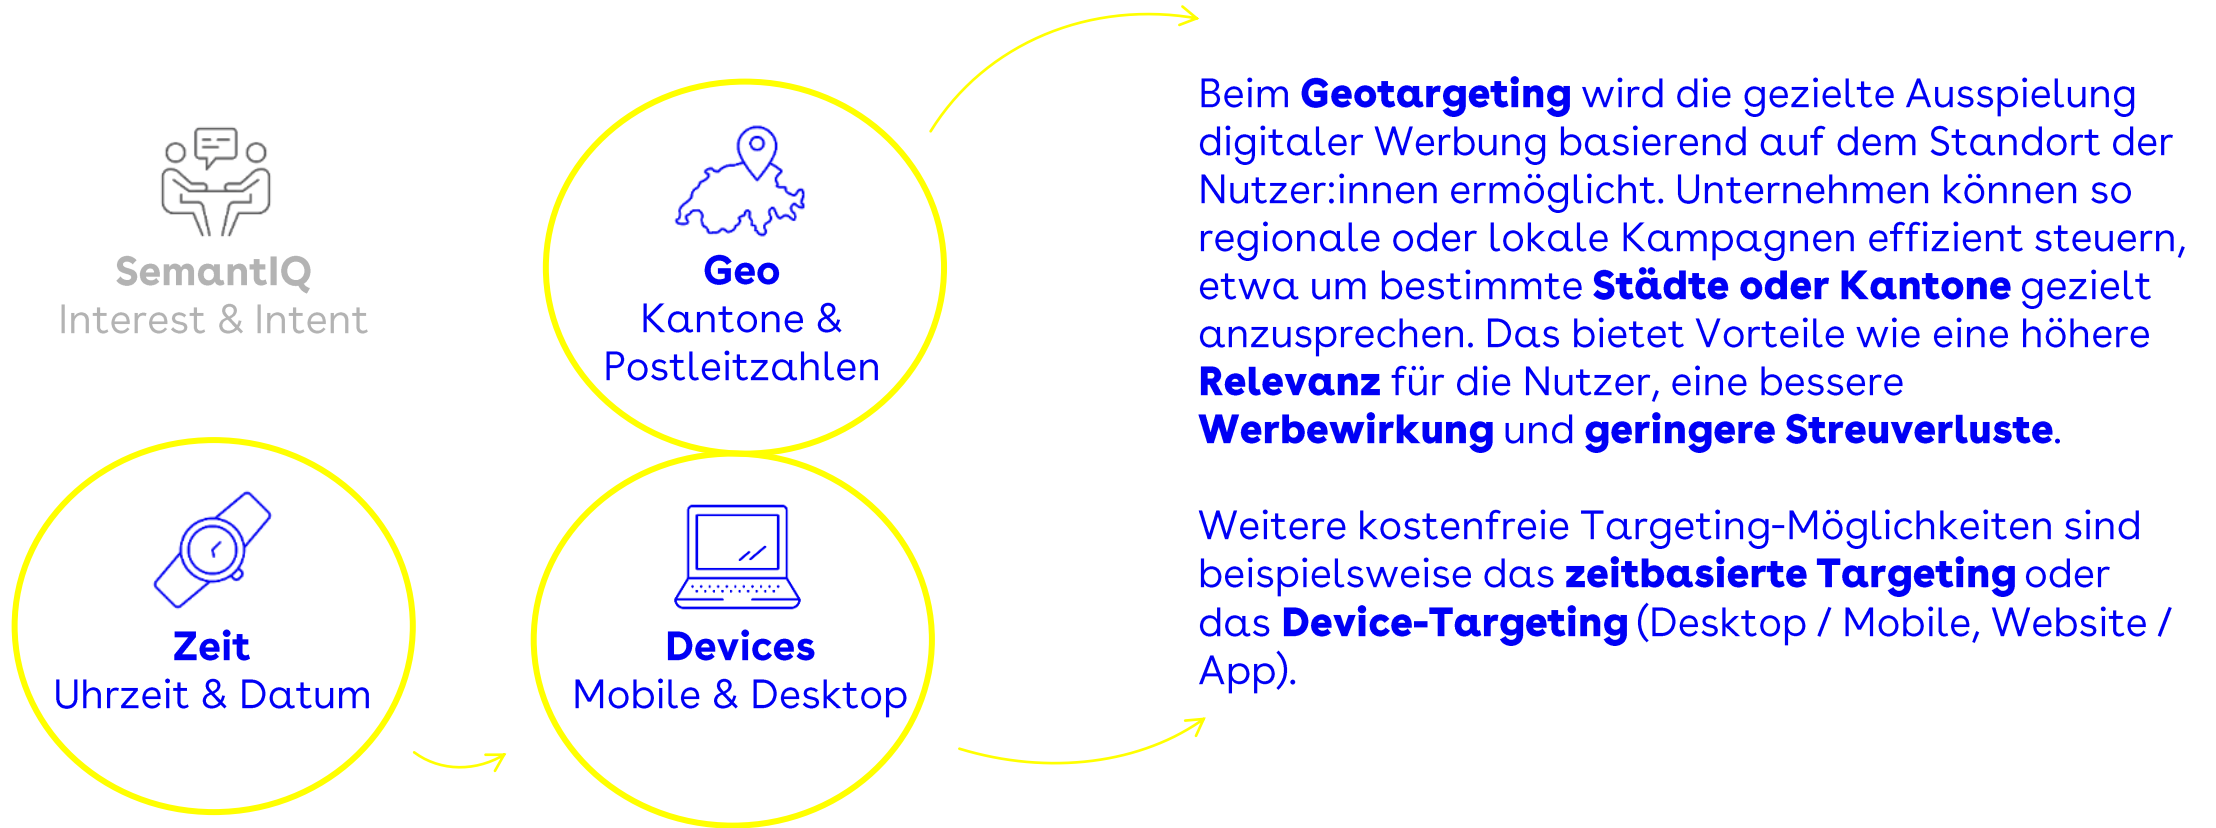 SemantIQ
Interest & Intent
Geo
Kantone &
Postleitzahlen
Zeit
Uhrzeit & Datum
Devices
Mobile & Desktop
Beim Geotargeting wird die gezielte Ausspielung
digitaler Werbung basierend auf dem Standort der
Nutzer:innen ermöglicht. Unternehmen können so
regionale oder lokale Kampagnen effizient steuern,
etwa um bestimmte Städte oder Kantone gezielt
anzusprechen. Das bietet Vorteile wie eine höhere
Relevanz für die Nutzer, eine bessere
Werbewirkung und geringere Streuverluste.
Weitere kostenfreie Targeting-Möglichkeiten sind
beispielsweise das zeitbasierte Targeting oder
das Device-Targeting (Desktop / Mobile, Website /
App).